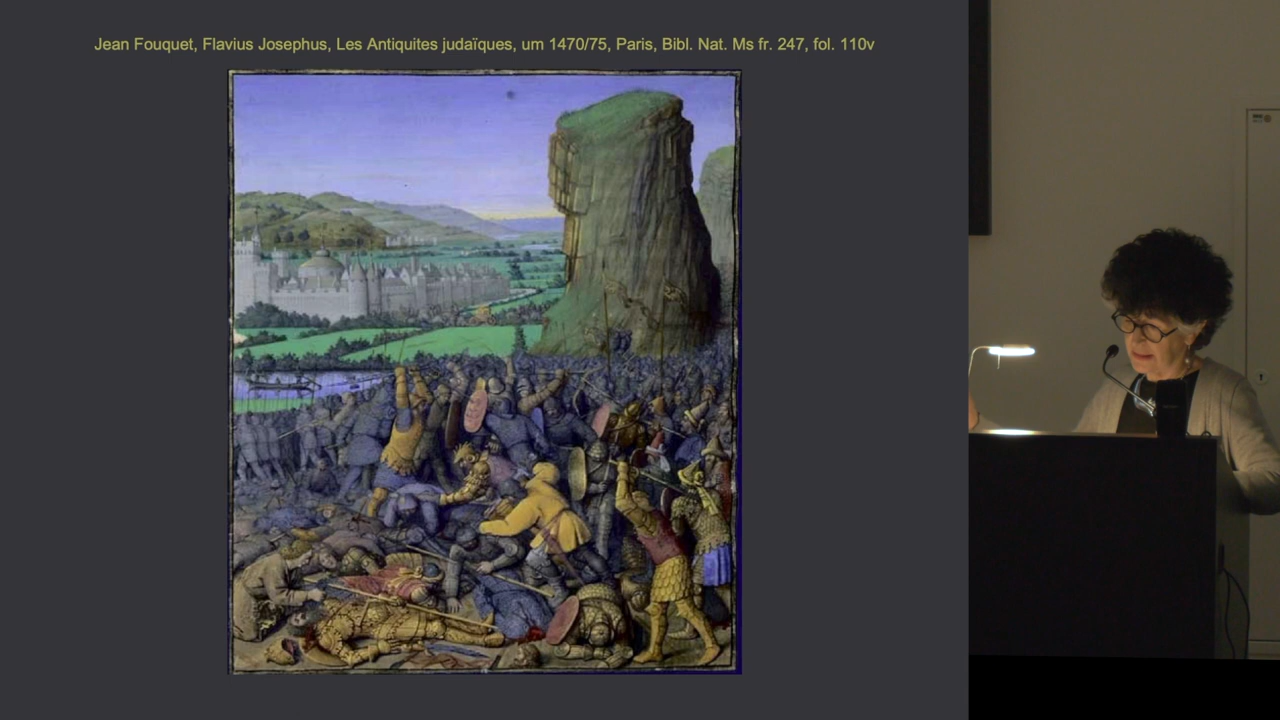 Jean Fouquet, Flavius Josephus, Les Antiquites judaïques, um 1470/75, Paris, Bibl. Nat. Ms fr. 247, fol. 110v